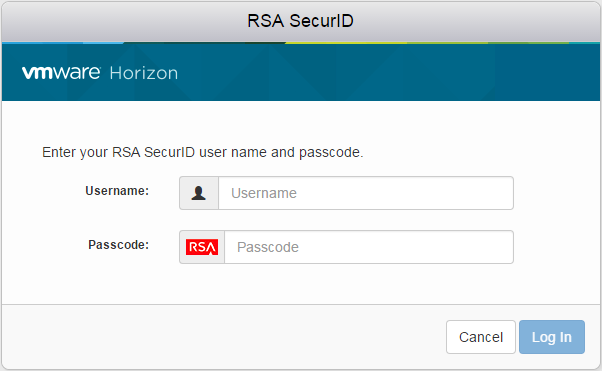 RSA SecurID
vmware Horizon
Enter your RSA SecurID user name and passcode.
Username: Username
Passcode: RSA Passcode
Cancel Log In